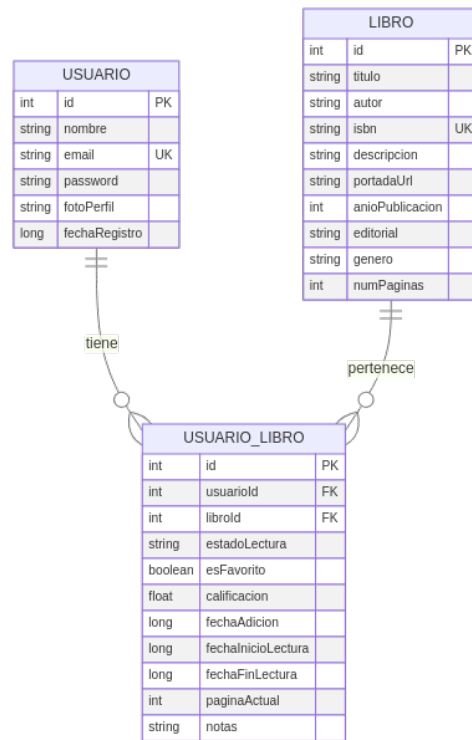 LIBRO
int id PK
string titulo
string autor
string isbn UK
string descripcion
string portadaUrl
int anioPublicacion
string editorial
string genero
int numPaginas
USUARIO
int id PK
string nombre
string email UK
string password
string fotoPerfil
long fechaRegistro
tiene
pertenece
USUARIO_LIBRO
int id PK
int usuarioId FK
int libroId FK
string estadoLectura
boolean esFavorito
float calificacion
long fechaAdicion
long fechaInicioLectura
long fechaFinLectura
int paginaActual
string notas